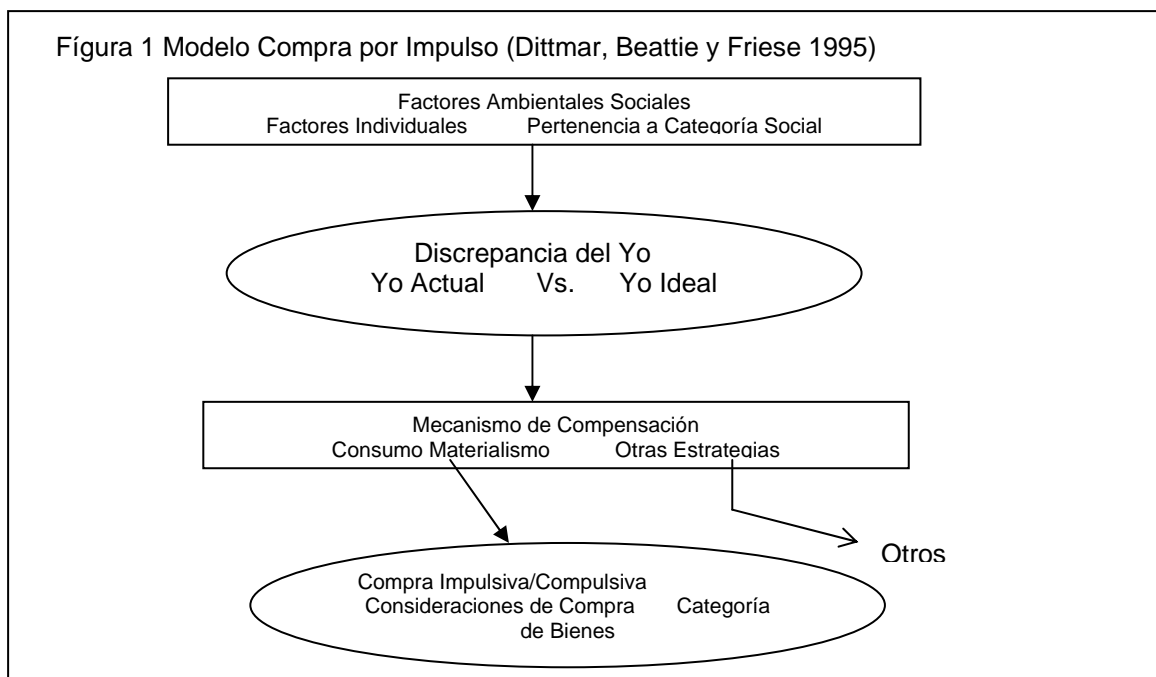 Fígura 1 Modelo Compra por Impulso (Dittmar, Beattie y Friese 1995)
Factores Ambientales Sociales
Factores Individuales Pertenencia a Categoría Social
Discrepancia del Yo
Yo Actual Vs. Yo Ideal
Mecanismo de Compensación
Consumo Materialismo Otras Estrategias
Otros
Compra Impulsiva/Compulsiva
Consideraciones de Compra Categoría
de Bienes